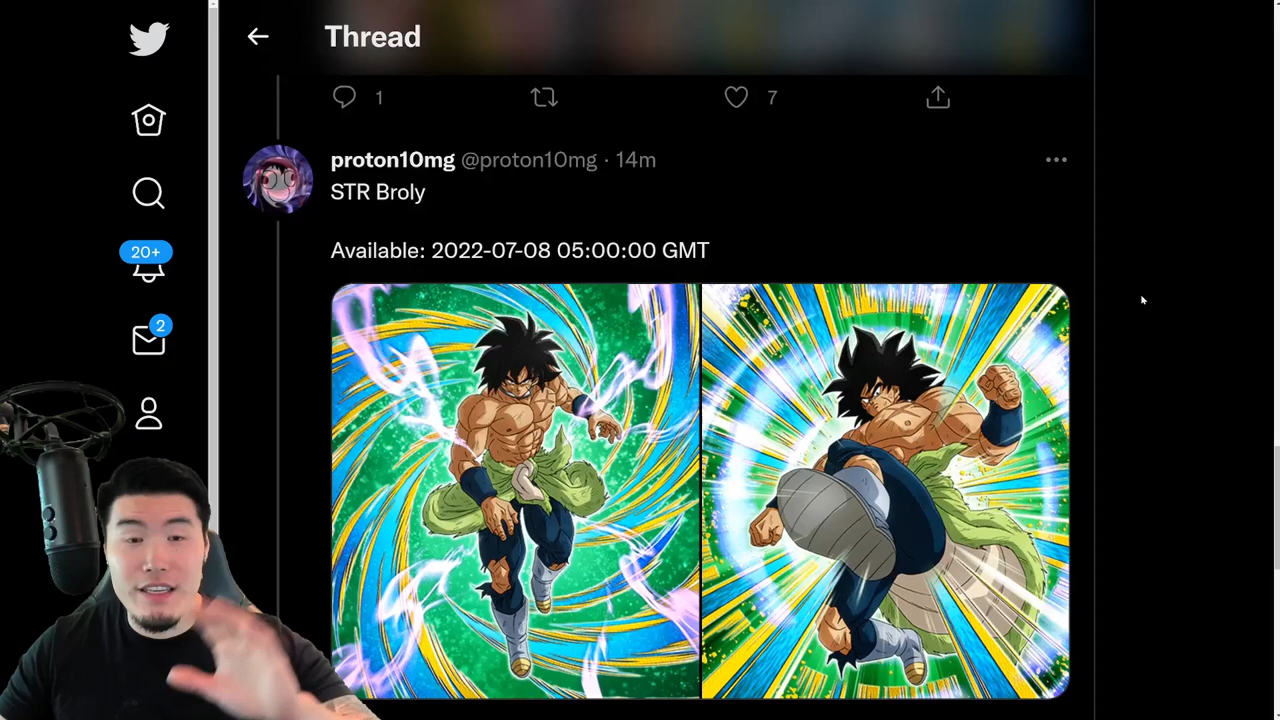 Thread
1
7
proton10mg @proton10mg · 14m
STR Broly
Available: 2022-07-08 05:00:00 GMT
20+
2